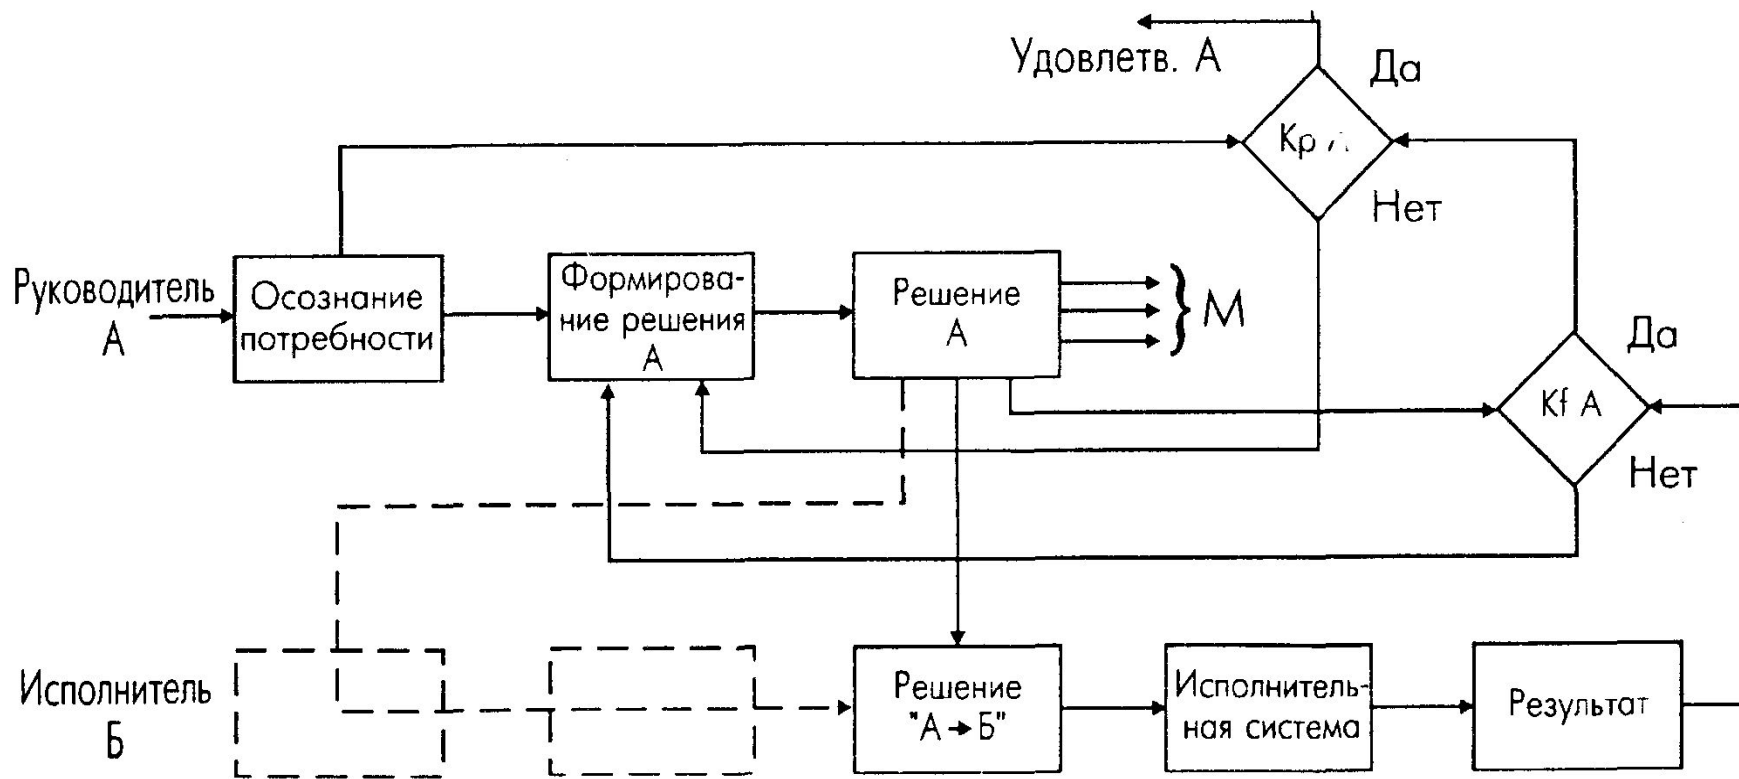 Удовлетв. А
Да
Кр
Нет
Руководитель
А
Осознание
потребности
Формирова-
ние решения
А
Решение
А
М
Да
Kf А
Нет
Исполнитель
Б
Решение
"А→Б"
Исполнитель-
ная система
Результат